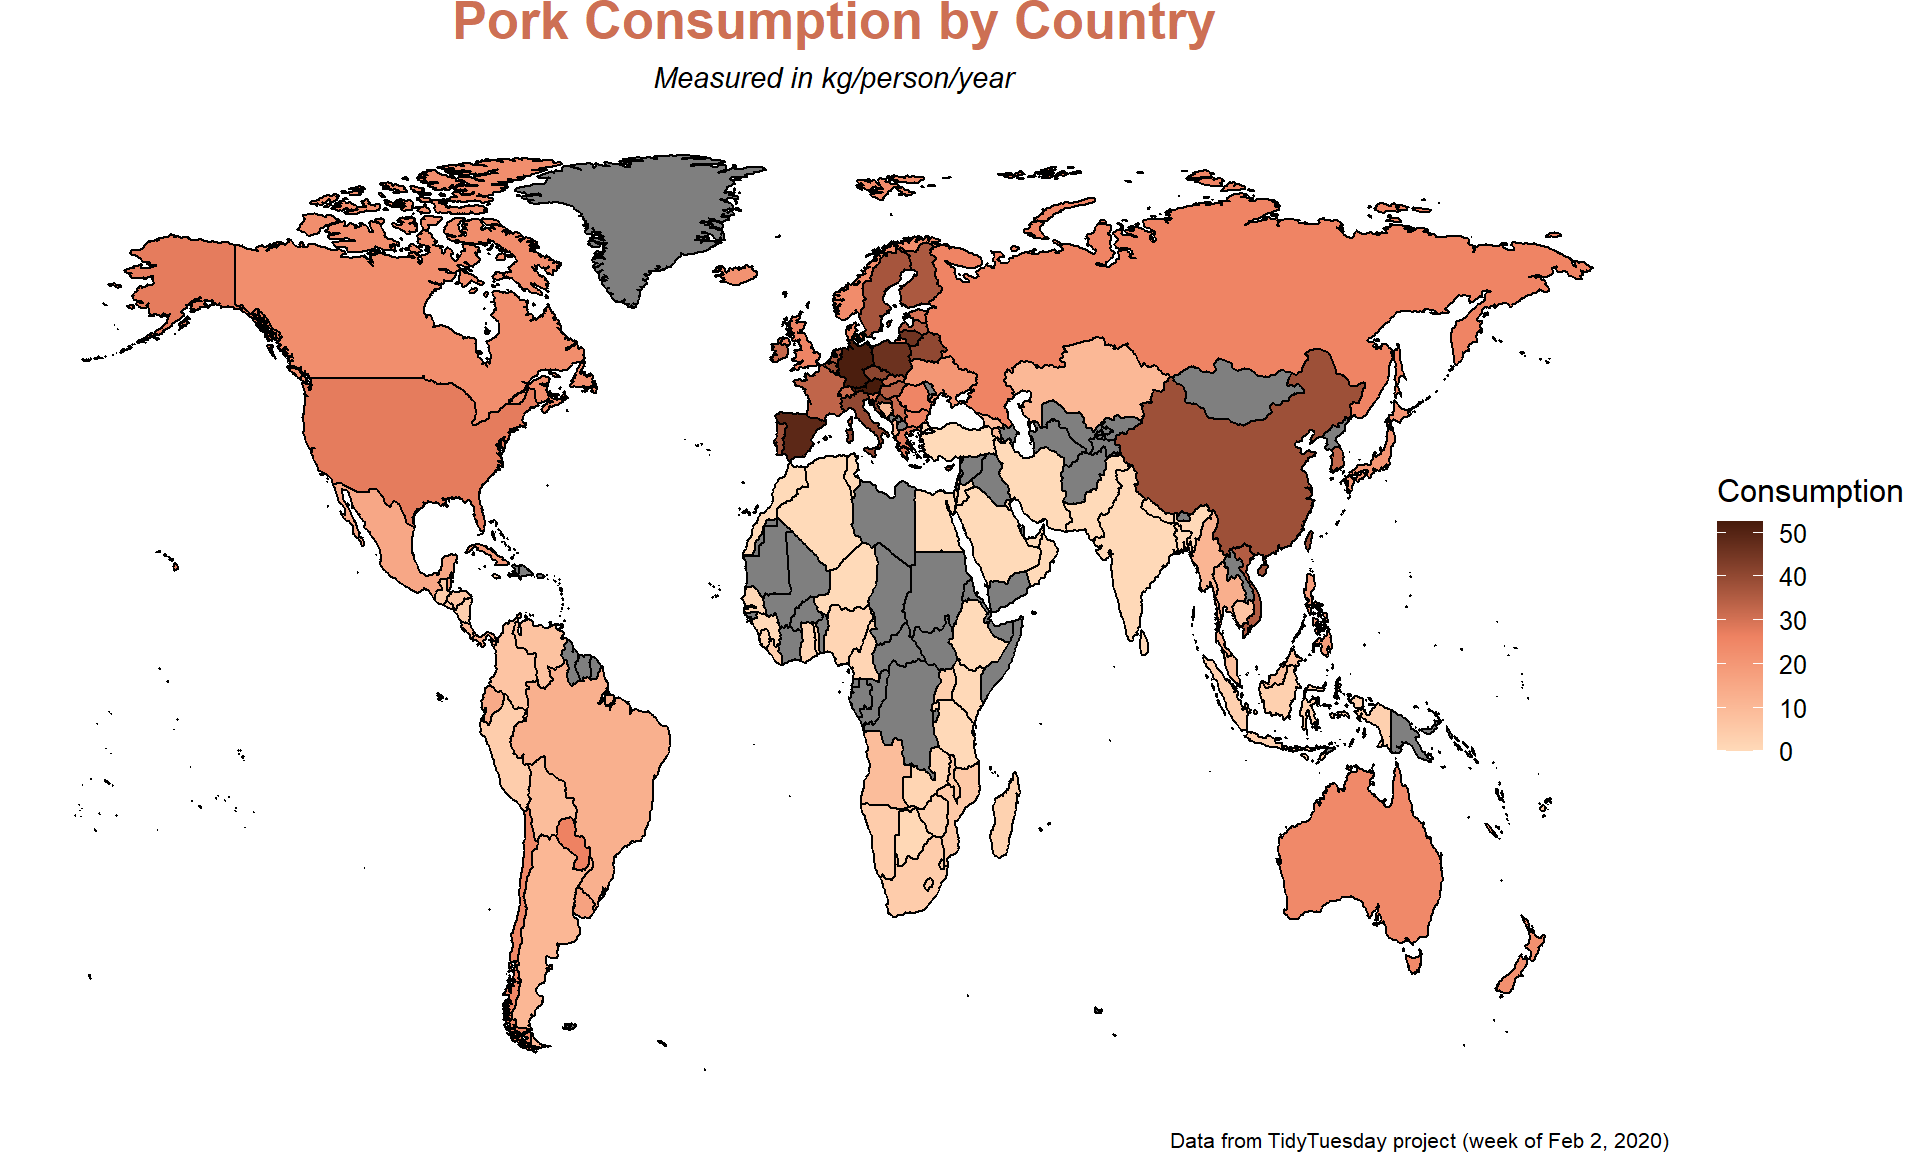 Pork Consumption by Country
Measured in kg/person/year
Consumption
50
40
30
20
10
0
Data from TidyTuesday project (week of Feb 2, 2020)